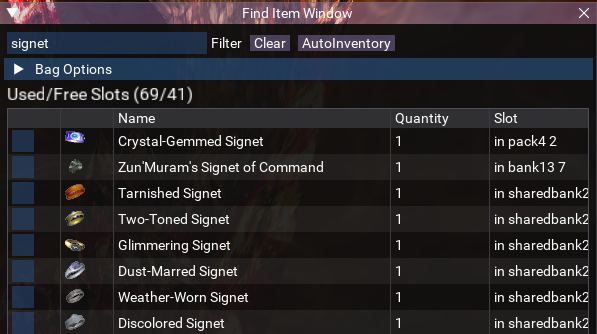 Find Item Window
signet Filter Clear AutoInventory
Bag Options
Used/Free Slots (69/41)
Name Quantity Slot
Crystal-Gemmed Signet 1 in pack4 2
Zun'Muram's Signet of Command 1 in bank13 7
Tarnished Signet 1 in sharedbank2
Two-Toned Signet 1 in sharedbank2
Glimmering Signet 1 in sharedbank2
Dust-Marred Signet 1 in sharedbank2
Weather-Worn Signet 1 in sharedbank2
Discolored Signet 1 in sharedbank2